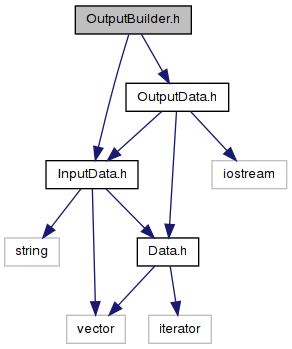 OutputBuilder.h
OutputData.h
InputData.h
iostream
string
Data.h
vector
iterator